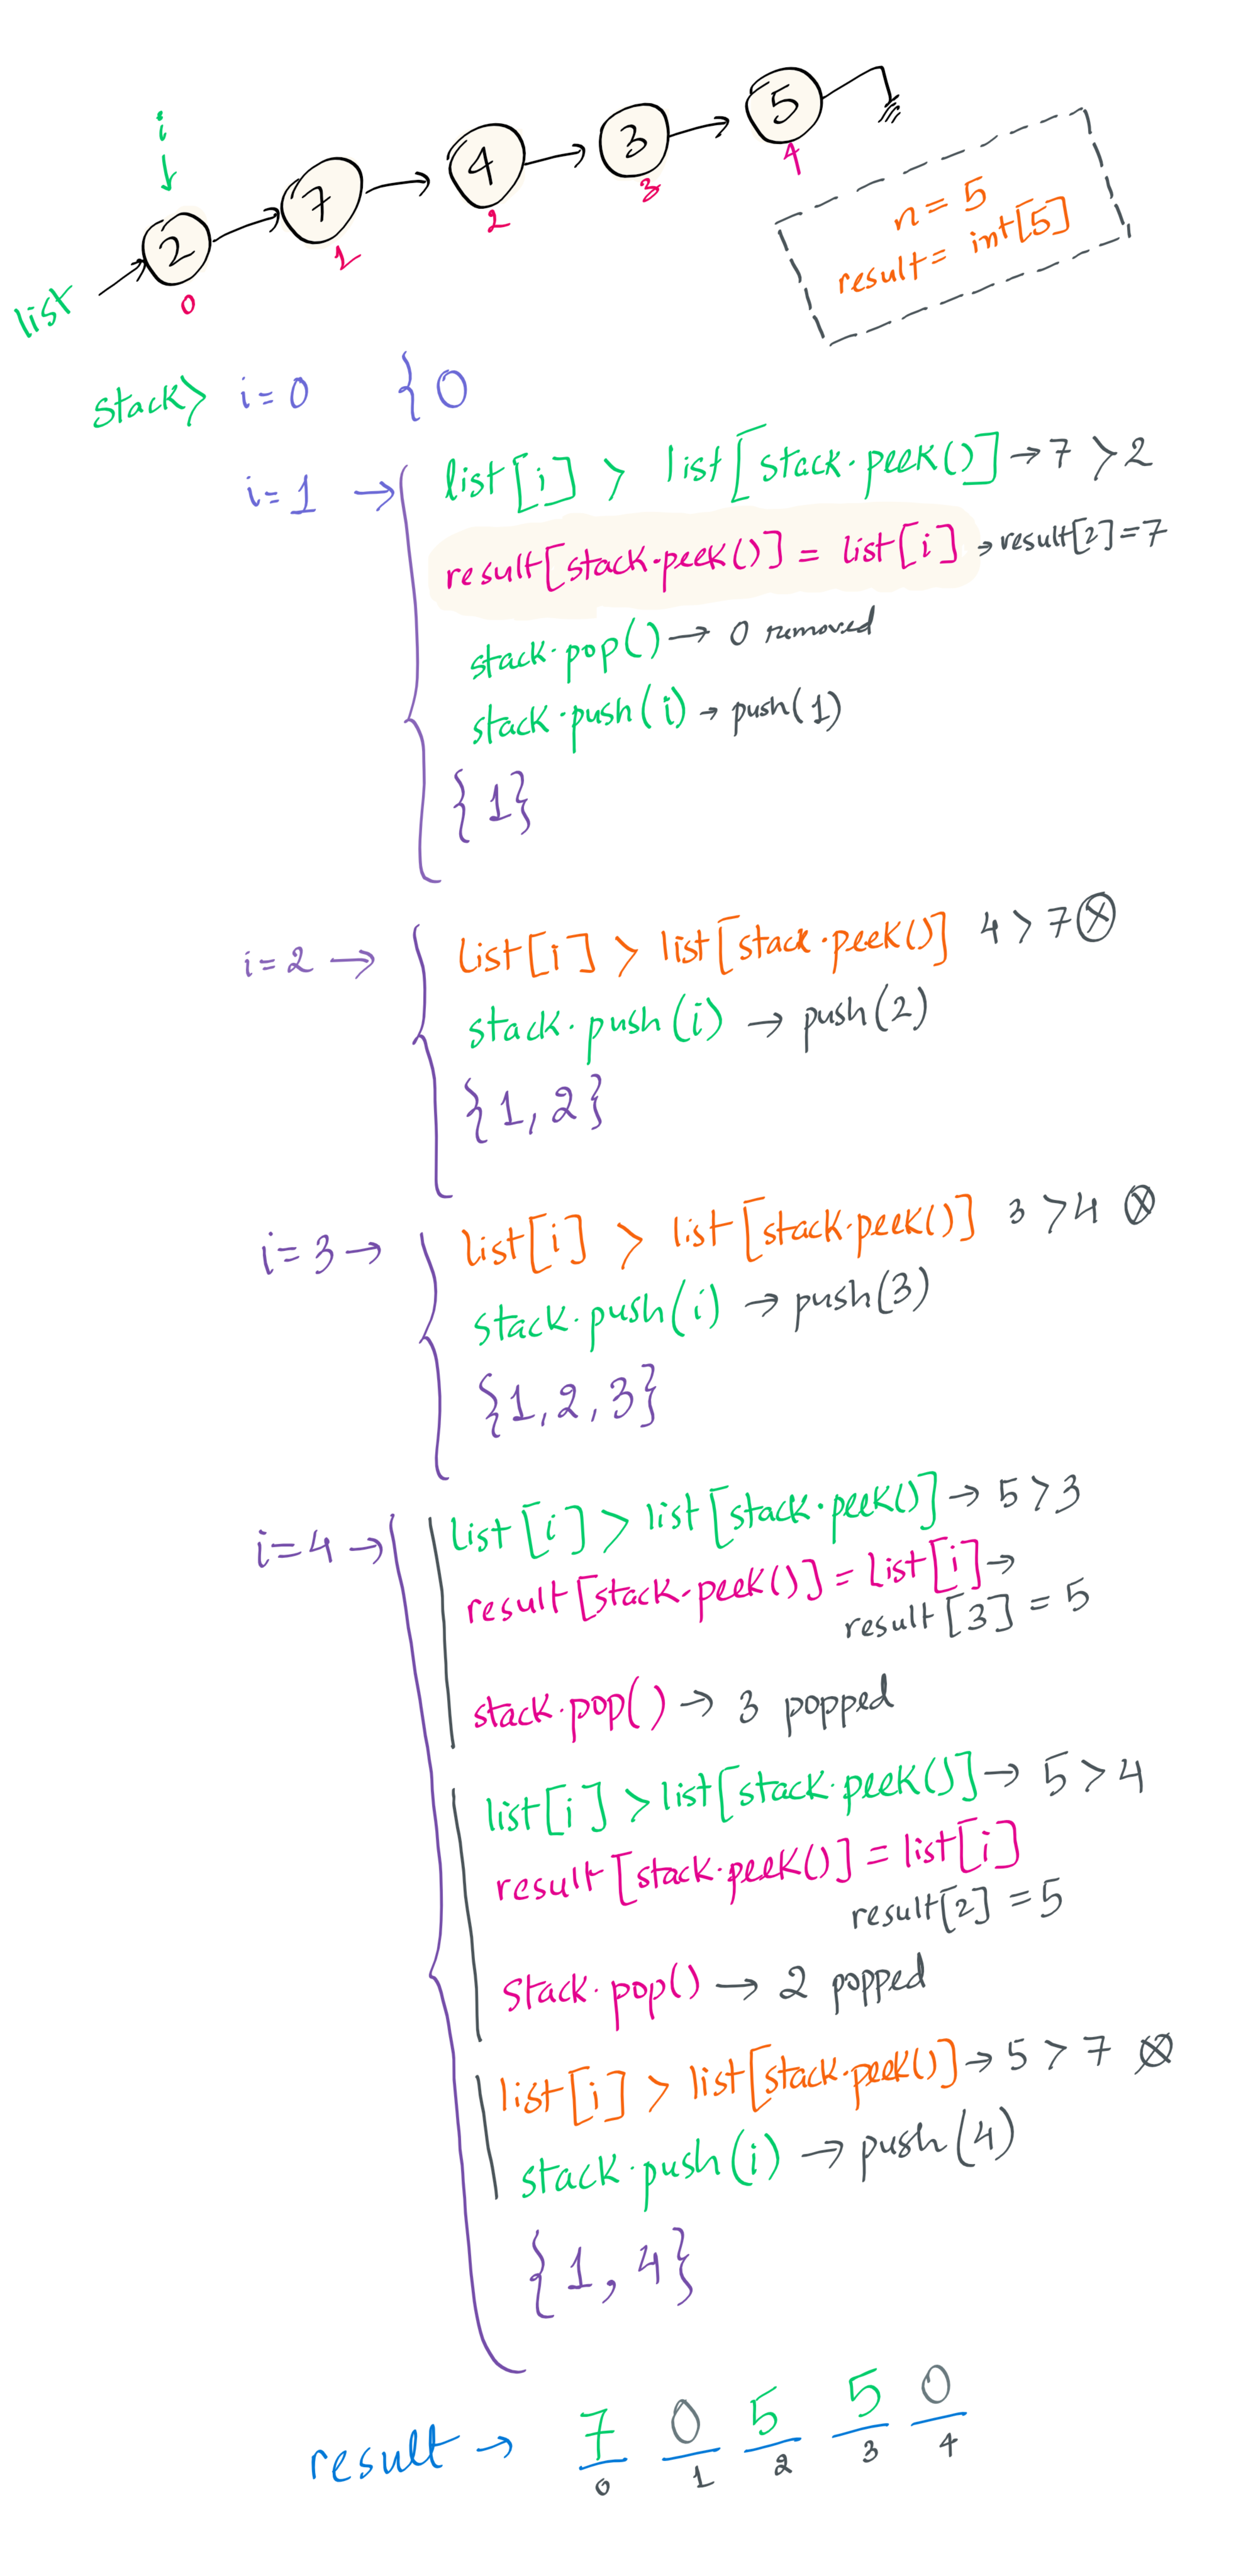 i
2 7 4 3 5
0 1 2 3 4
list
n = 5
result = int[5]
stack> i = 0 {0
i = 1 → list[i] > list[stack.peek()] → 7 > 2
result[stack.peek()] = list[i] → result[2] = 7
stack.pop() → 0 removed
stack.push(i) → push(1)
{1}
i = 2 → list[i] > list[stack.peek()] 4 > 7 ⊗
stack.push(i) → push(2)
{1, 2}
i = 3 → list[i] > list[stack.peek()] 3 > 4 ⊗
stack.push(i) → push(3)
{1, 2, 3}
i = 4 → list[i] > list[stack.peek()] → 5 > 3
result[stack.peek()] = list[i] →
result[3] = 5
stack.pop() → 3 popped
list[i] > list[stack.peek()] → 5 > 4
result[stack.peek()] = list[i]
result[2] = 5
stack.pop() → 2 popped
list[i] > list[stack.peek()] → 5 > 7 ⊗
stack.push(i) → push(4)
{1, 4}
result → 7 0 5 5 0
0 1 2 3 4